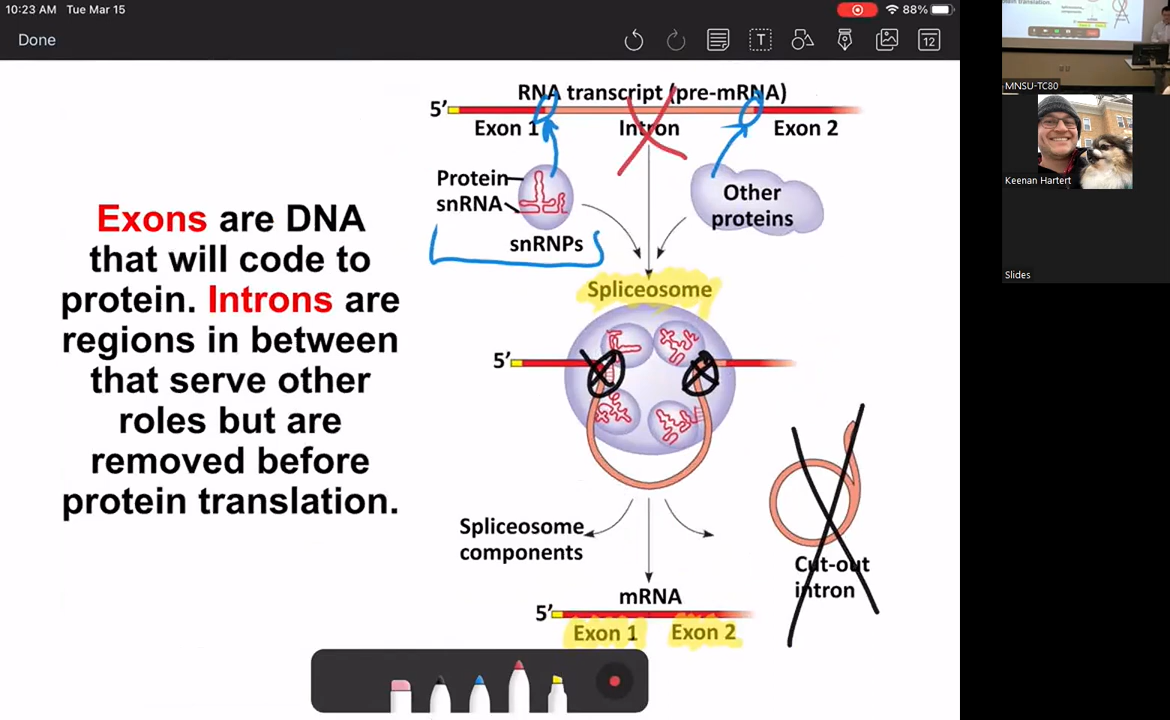 10:23 AM Tue Mar 15
88%
Done
T
12
RNA transcript (pre-mRNA)
5’
Exon 1
Intron
Exon 2
Protein
snRNA
snRNPs
Other
proteins
Exons are DNA
that will code to
protein. Introns are
regions in between
that serve other
roles but are
removed before
protein translation.
Spliceosome
5’
Spliceosome
components
Cut-out
intron
mRNA
5’
Exon 1
Exon 2
MNSU-TC80
Keenan Hartert
Slides